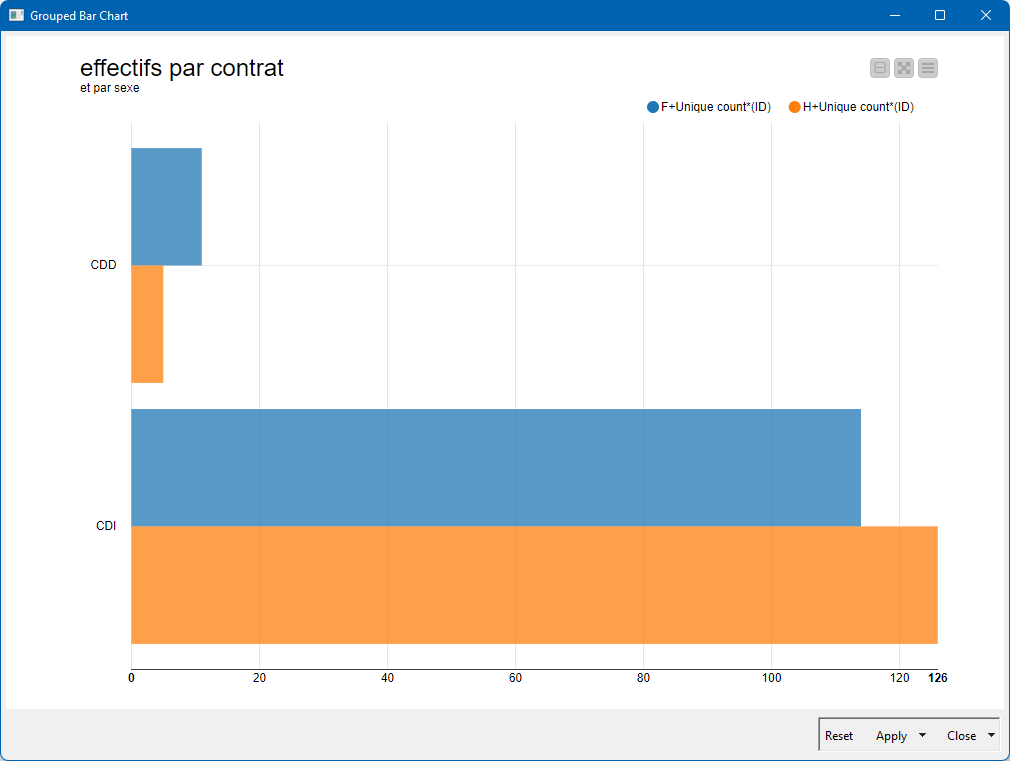 Grouped Bar Chart
effectifs par contrat
et par sexe
F+Unique count*(ID) H+Unique count*(ID)
CDD
CDI
0 20 40 60 80 100 120 126
Reset Apply Close